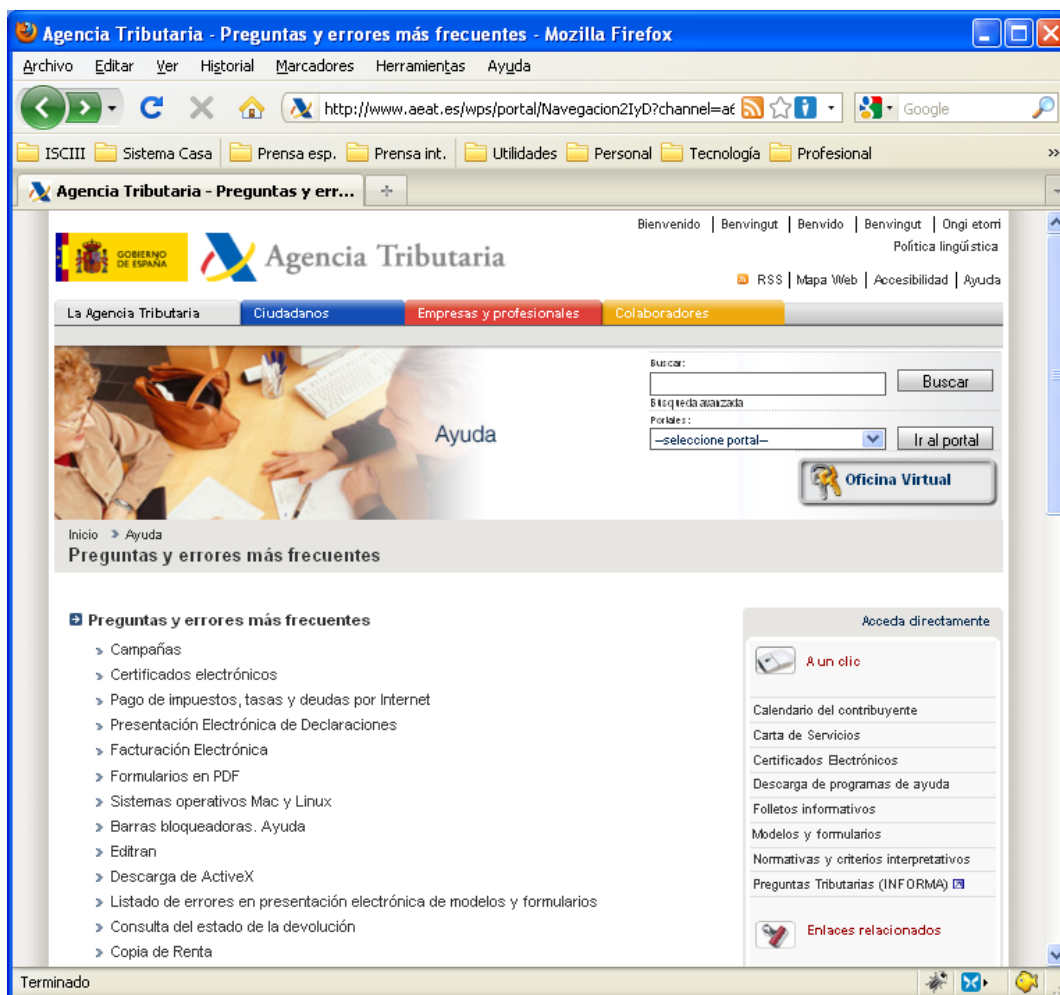 Agencia Tributaria - Preguntas y errores más frecuentes - Mozilla Firefox
Archivo Editar Ver Historial Marcadores Herramientas Ayuda
http://www.aeat.es/wps/portal/Navegacion2IyD?channel=a6 Google
ISCIII Sistema Casa Prensa esp. Prensa int. Utilidades Personal Tecnología Profesional »
Agencia Tributaria - Preguntas y err...
Bienvenido | Benvingut | Benvido | Benvingut | Ongi etorri
Política lingüística
GOBIERNO
DE ESPAÑA
Agencia Tributaria
RSS | Mapa Web | Accesibilidad | Ayuda
La Agencia Tributaria Ciudadanos Empresas y profesionales Colaboradores
Buscar:
Buscar
Búsqueda avanzada
Portales:
--seleccione portal-- Ir al portal
Ayuda
Oficina Virtual
Inicio » Ayuda
Preguntas y errores más frecuentes
Preguntas y errores más frecuentes
Campañas
Certificados electrónicos
Pago de impuestos, tasas y deudas por Internet
Presentación Electrónica de Declaraciones
Facturación Electrónica
Formularios en PDF
Sistemas operativos Mac y Linux
Barras bloqueadoras. Ayuda
Editran
Descarga de ActiveX
Listado de errores en presentación electrónica de modelos y formularios
Consulta del estado de la devolución
Copia de Renta
Acceda directamente
A un clic
Calendario del contribuyente
Carta de Servicios
Certificados Electrónicos
Descarga de programas de ayuda
Folletos informativos
Modelos y formularios
Normativas y criterios interpretativos
Preguntas Tributarias (INFORMA)
Enlaces relacionados
Terminado